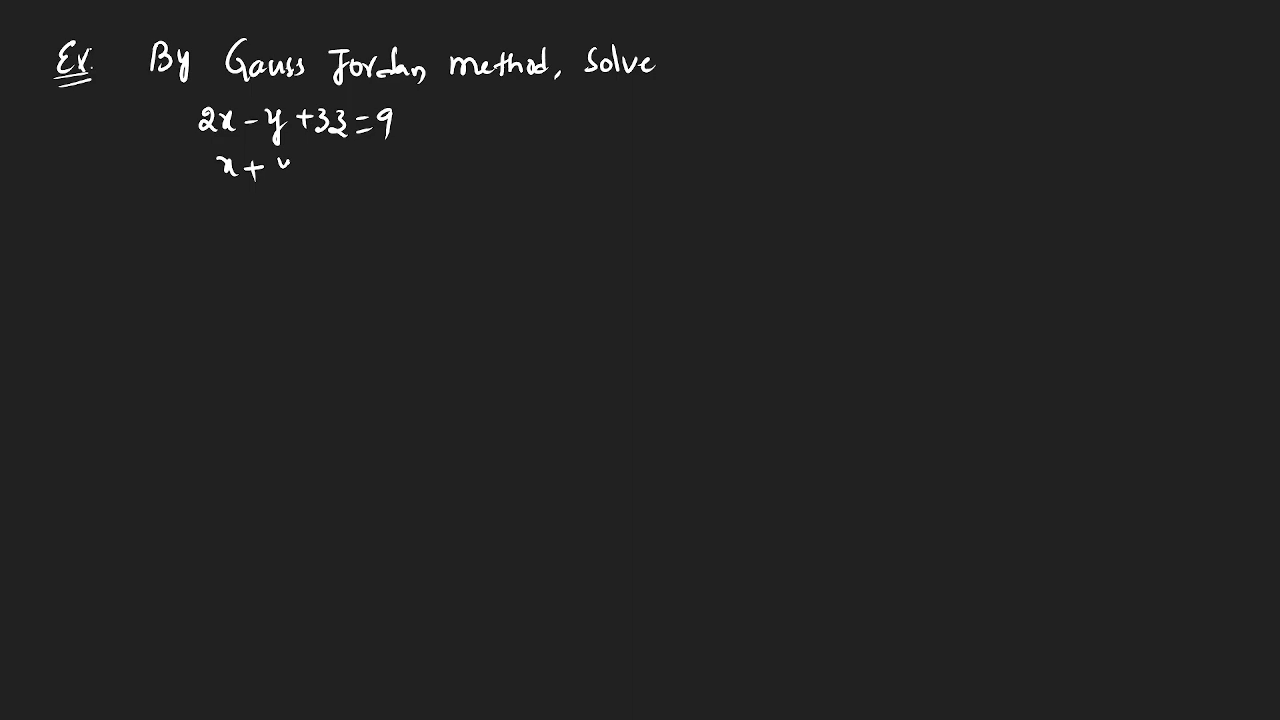 Ex. By Gauss Jordan method, Solve
2x - y + 3z = 9
x +